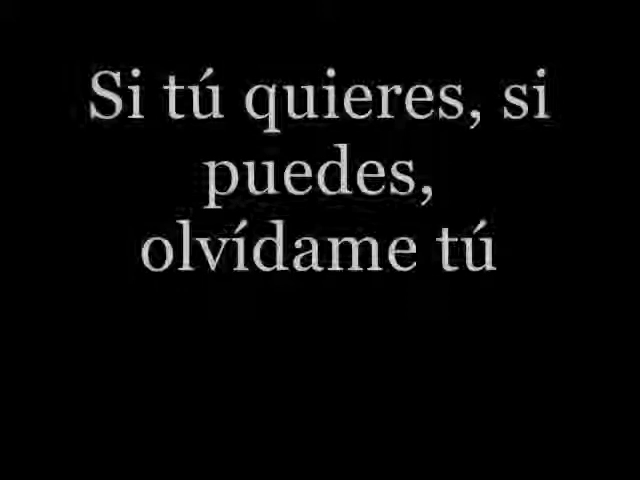 Si tú quieres, si
puedes,
olvídame tú